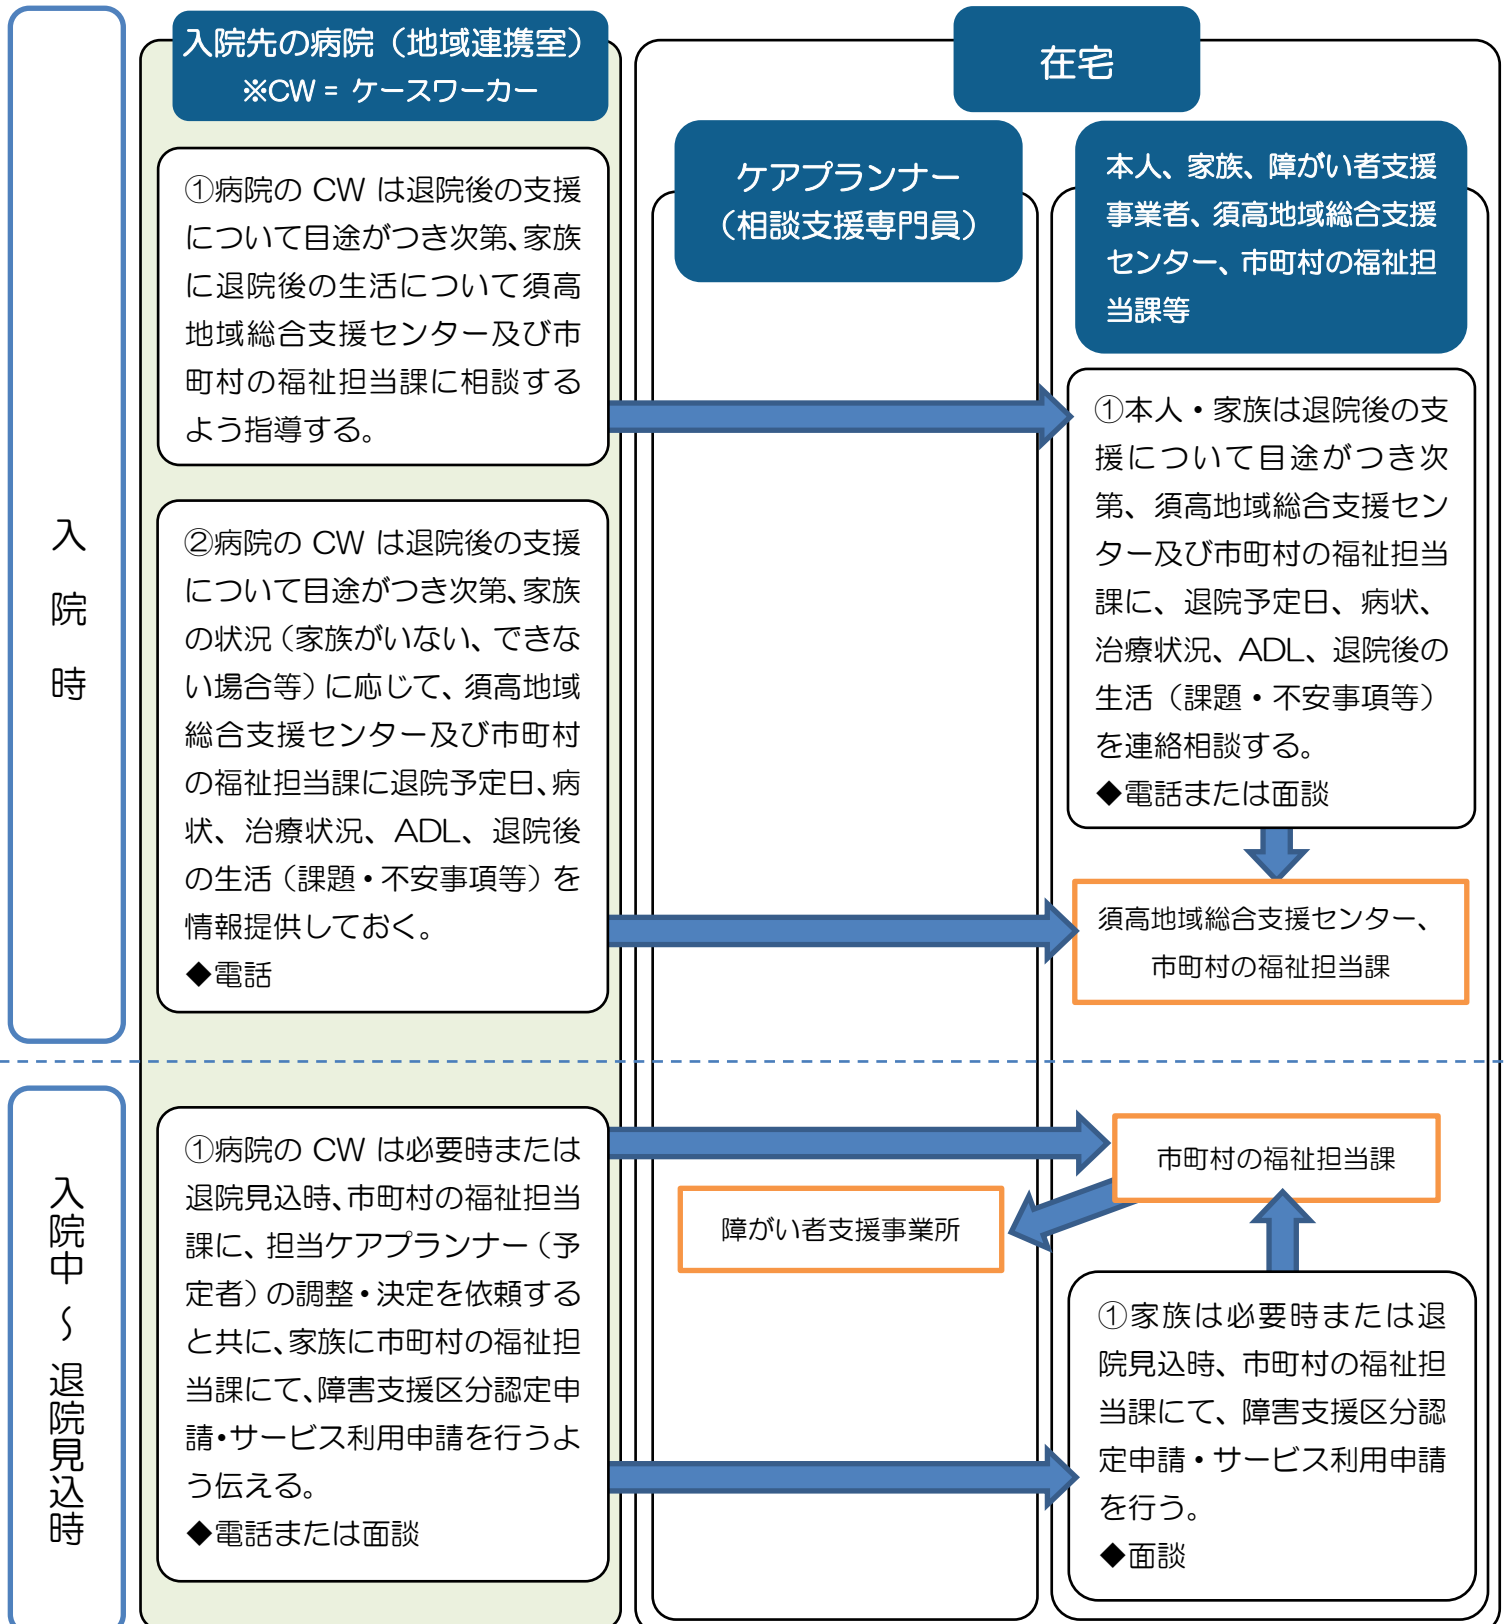 入院先の病院（地域連携室）
※CW = ケースワーカー
在宅
ケアプランナー
（相談支援専門員）
本人、家族、障がい者支援
事業者、須高地域総合支援
センター、市町村の福祉担
当課等
入院時
①病院の CW は退院後の支援
について目途がつき次第、家族
に退院後の生活について須高
地域総合支援センター及び市
町村の福祉担当課に相談する
よう指導する。
②病院の CW は退院後の支援
について目途がつき次第、家族
の状況（家族がいない、できな
い場合等）に応じて、須高地域
総合支援センター及び市町村
の福祉担当課に退院予定日、病
状、治療状況、ADL、退院後
の生活（課題・不安事項等）を
情報提供しておく。
◆電話
①本人・家族は退院後の支
援について目途がつき次
第、須高地域総合支援セン
ター及び市町村の福祉担当
課に、退院予定日、病状、
治療状況、ADL、退院後の
生活（課題・不安事項等）
を連絡相談する。
◆電話または面談
須高地域総合支援センター、
市町村の福祉担当課
入院中～退院見込時
①病院の CW は必要時または
退院見込時、市町村の福祉担当
課に、担当ケアプランナー（予
定者）の調整・決定を依頼する
と共に、家族に市町村の福祉担
当課にて、障害支援区分認定申
請・サービス利用申請を行うよ
う伝える。
◆電話または面談
市町村の福祉担当課
障がい者支援事業所
①家族は必要時または退
院見込時、市町村の福祉担
当課にて、障害支援区分認
定申請・サービス利用申請
を行う。
◆面談